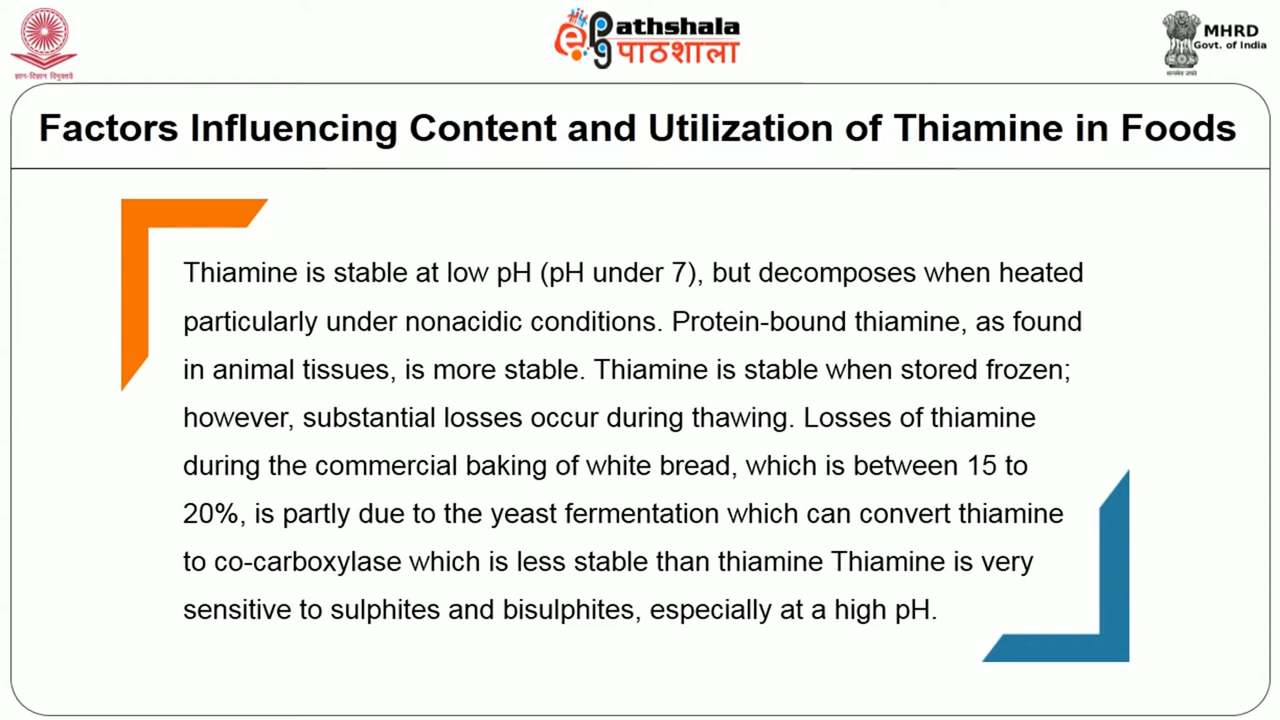 ज्ञान-विज्ञान विमुक्तये
ePg Pathshala
पाठशाला
MHRD
Govt. of India
सत्यमेव जयते
Factors Influencing Content and Utilization of Thiamine in Foods
Thiamine is stable at low pH (pH under 7), but decomposes when heated
particularly under nonacidic conditions. Protein-bound thiamine, as found
in animal tissues, is more stable. Thiamine is stable when stored frozen;
however, substantial losses occur during thawing. Losses of thiamine
during the commercial baking of white bread, which is between 15 to
20%, is partly due to the yeast fermentation which can convert thiamine
to co-carboxylase which is less stable than thiamine Thiamine is very
sensitive to sulphites and bisulphites, especially at a high pH.